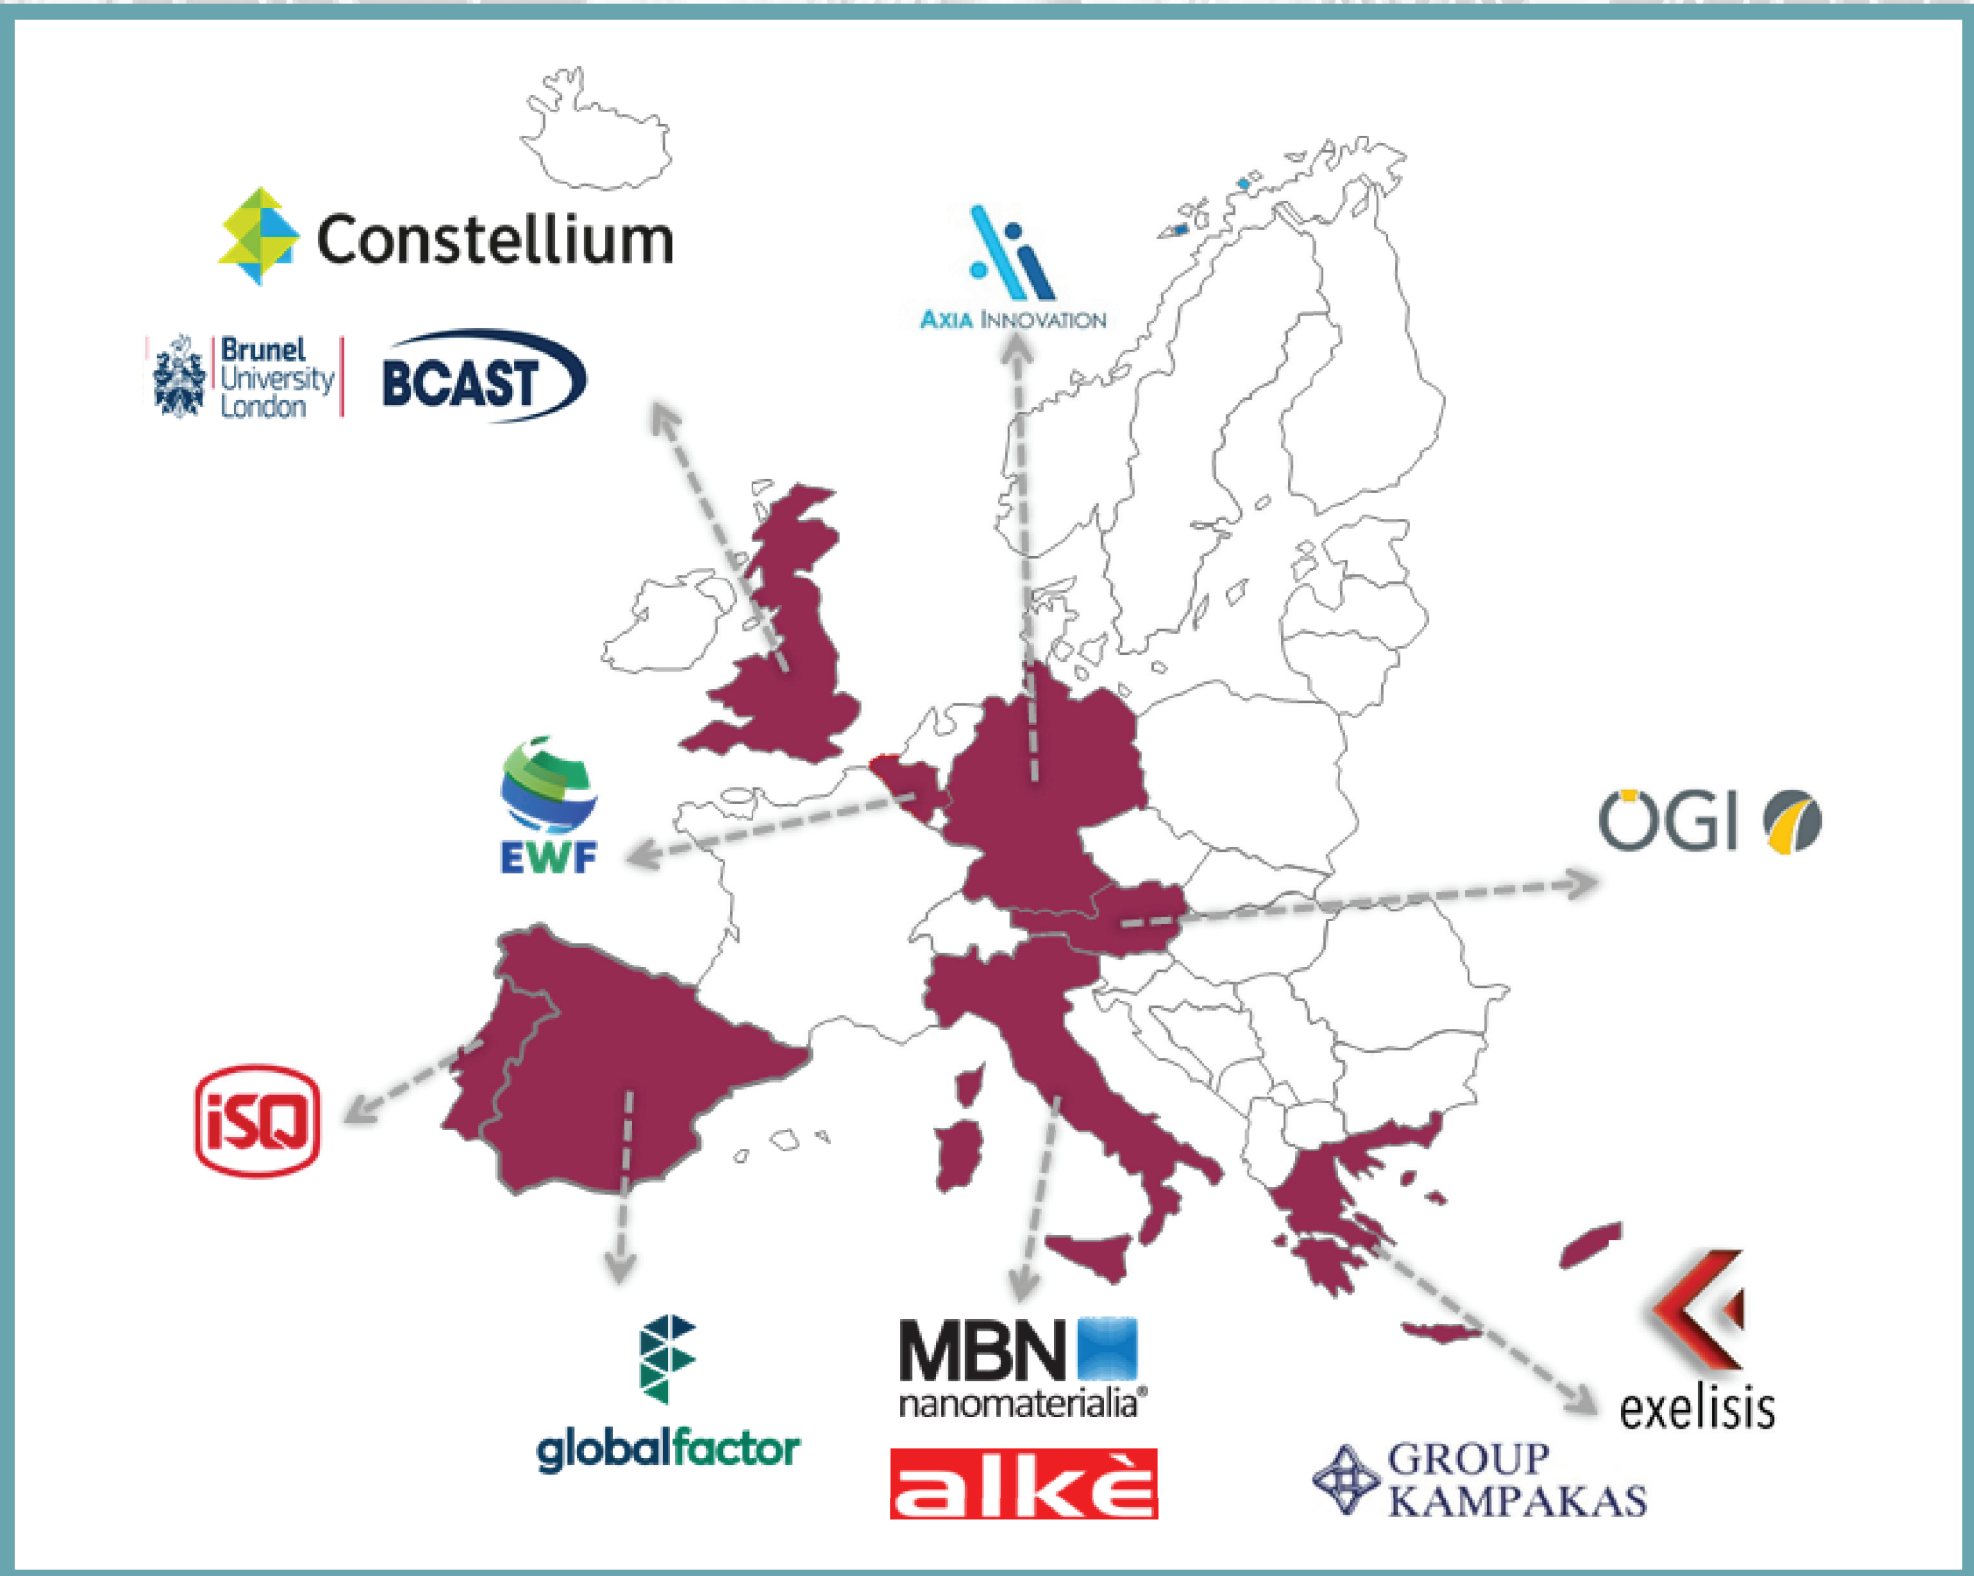 Constellium
Brunel
University
London
BCAST
AXIA INNOVATION
EWF
ÖGI
iSQ
globalfactor
MBN
nanomaterialia®
alkè
exelisis
GROUP
KAMPAKAS